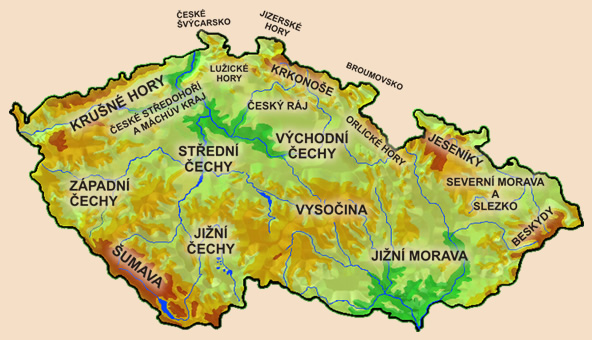 ČESKÉ
ŠVÝCARSKO
JIZERSKÉ
HORY
LUŽICKÉ
HORY
KRKONOŠE
BROUMOVSKO
KRUŠNÉ HORY
ČESKÉ STŘEDOHOŘÍ
A MÁCHŮV KRAJ
ČESKÝ RÁJ
ORLICKÉ HORY
STŘEDNÍ
ČECHY
VÝCHODNÍ
ČECHY
JESENIKY
ZÁPADNÍ
ČECHY
SEVERNÍ MORAVA
A
SLEZKO
VYSOČINA
BESKYDY
JIŽNÍ
ČECHY
ŠUMAVA
JIŽNÍ MORAVA